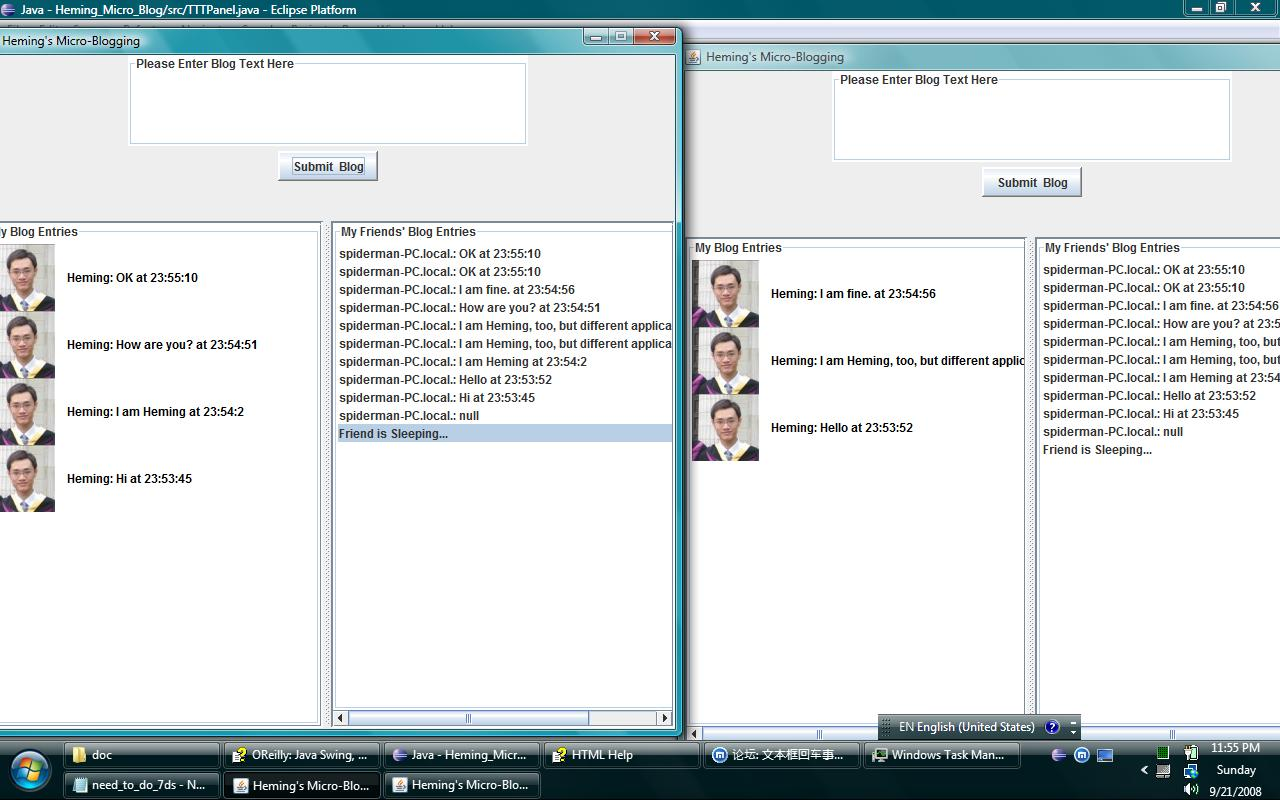 Java - Heming_Micro_Blog/src/TTTPanel.java - Eclipse Platform
Heming's Micro-Blogging
Please Enter Blog Text Here
Submit Blog
y Blog Entries
Heming: OK at 23:55:10
Heming: How are you? at 23:54:51
Heming: I am Heming at 23:54:2
Heming: Hi at 23:53:45
My Friends' Blog Entries
spiderman-PC.local.: OK at 23:55:10
spiderman-PC.local.: OK at 23:55:10
spiderman-PC.local.: I am fine. at 23:54:56
spiderman-PC.local.: How are you? at 23:54:51
spiderman-PC.local.: I am Heming, too, but different applica
spiderman-PC.local.: I am Heming, too, but different applica
spiderman-PC.local.: I am Heming at 23:54:2
spiderman-PC.local.: Hello at 23:53:52
spiderman-PC.local.: Hi at 23:53:45
spiderman-PC.local.: null
Friend is Sleeping...
Heming's Micro-Blogging
Please Enter Blog Text Here
Submit Blog
My Blog Entries
Heming: I am fine. at 23:54:56
Heming: I am Heming, too, but different applic
Heming: Hello at 23:53:52
My Friends' Blog Entries
spiderman-PC.local.: OK at 23:55:10
spiderman-PC.local.: OK at 23:55:10
spiderman-PC.local.: I am fine. at 23:54:56
spiderman-PC.local.: How are you? at 23:5
spiderman-PC.local.: I am Heming, too, but
spiderman-PC.local.: I am Heming, too, but
spiderman-PC.local.: I am Heming at 23:54
spiderman-PC.local.: Hello at 23:53:52
spiderman-PC.local.: Hi at 23:53:45
spiderman-PC.local.: null
Friend is Sleeping...
EN English (United States)
doc
OReilly: Java Swing, ...
Java - Heming_Micr...
HTML Help
论坛: 文本框回车事...
Windows Task Man...
11:55 PM
need_to_do_7ds - N...
Heming's Micro-Blo...
Heming's Micro-Blo...
Sunday
9/21/2008